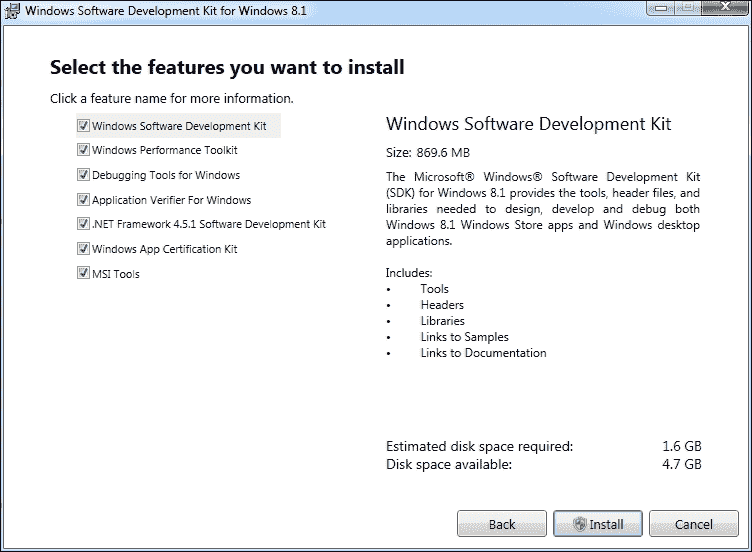 Windows Software Development Kit for Windows 8.1
Select the features you want to install
Click a feature name for more information.
Windows Software Development Kit
Windows Performance Toolkit
Debugging Tools for Windows
Application Verifier For Windows
.NET Framework 4.5.1 Software Development Kit
Windows App Certification Kit
MSI Tools
Windows Software Development Kit
Size: 869.6 MB
The Microsoft® Windows® Software Development Kit
(SDK) for Windows 8.1 provides the tools, header files, and
libraries needed to design, develop and debug both
Windows 8.1 Windows Store apps and Windows desktop
applications.
Includes:
• Tools
• Headers
• Libraries
• Links to Samples
• Links to Documentation
Estimated disk space required: 1.6 GB
Disk space available: 4.7 GB
Back Install Cancel